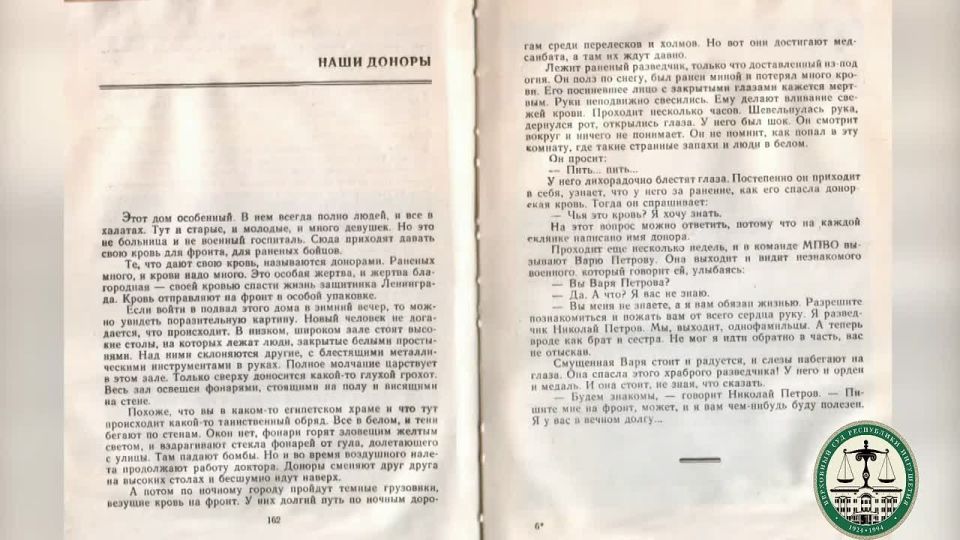 НАШИ ДОНОРЫ
Этот дом особенный. В нем всегда полно людей, и все в
халатах. Тут и старые, и молодые, и много девушек. Но это
не больница и не военный госпиталь. Сюда приходят давать
свою кровь для фронта, для раненых бойцов.
Те, что дают свою кровь, называются донорами. Раненых
много, и крови надо много. Это особая жертва, и жертва бла-
городная — своей кровью спасти жизнь защитника Ленингра-
да. Кровь отправляют на фронт в особой упаковке.
Если войти в подвал этого дома в зимний вечер, то мож-
но увидеть поразительную картину. Новый человек не дога-
дается, что происходит. В низком, широком зале стоят высо-
кие столы, на которых лежат люди, закрытые белыми просты-
нями. Над ними склоняются другие, с блестящими металли-
ческими инструментами в руках. Полное молчание царствует
в этом зале. Только сверху доносится какой-то глухой грохот.
Весь зал освещен фонарями, стоящими на полу и висящими
на стене.
Похоже, что вы в каком-то египетском храме и что тут
происходит какой-то таинственный обряд. Все в белом, и тени
бегают по стенам. Окон нет, фонари горят зловещим желтым
светом, и вздрагивают стекла фонарей от гула, долетающего
с улицы. Там падают бомбы. Но и во время воздушного нале-
та продолжают работу доктора. Доноры сменяют друг друга
на высоких столах и бесшумно идут наверх.
А потом по ночному городу пройдут темные грузовики,
везущие кровь на фронт. У них долгий путь по ночным доро-
162
гам среди перелесков и холмов. Но вот они достигают мед-
санбата, а там их ждут давно.
Лежит раненый разведчик, только что доставленный из-под
огня. Он полз по снегу, был ранен миной и потерял много кро-
ви. Его посиневшее лицо с закрытыми глазами кажется мерт-
вым. Руки неподвижно свесились. Ему делают вливание све-
жей крови. Проходит несколько часов. Шевельнулась рука,
дернулся рот, открылись глаза. У него был шок. Он смотрит
вокруг и ничего не понимает. Он не помнит, как попал в эту
комнату, где такие странные запахи и люди в белом.
Он просит:
— Пить... пить...
У него лихорадочно блестят глаза. Постепенно он приходит
в себя, узнает, что у него за ранение, как его спасла донор-
ская кровь. Тогда он спрашивает:
— Чья это кровь? Я хочу знать.
На этот вопрос можно ответить, потому что на каждой
склянке написано имя донора.
Проходит еще несколько недель, и в команде МПВО вы-
зывают Варю Петрову. Она выходит и видит незнакомого
военного, который говорит ей, улыбаясь:
— Вы Варя Петрова?
— Да. А что? Я вас не знаю.
— Вы меня не знаете, а я вам обязан жизнью. Разрешите
познакомиться и пожать вам от всего сердца руку. Я развед-
чик Николай Петров. Мы, выходит, однофамильцы. А теперь
вроде как брат и сестра. Не мог я идти обратно в часть, вас
не отыскав.
Смущенная Варя стоит и радуется, и слезы набегают на
глаза. Она спасла этого храброго разведчика! У него и орден
и медаль. И она стоит, не зная, что сказать.
— Будем знакомы, — говорит Николай Петров. — Пи-
шите мне на фронт, может, и я вам чем-нибудь буду полезен.
Я у вас в вечном долгу...
6*
ВЕРХОВНЫЙ СУД РЕСПУБЛИКИ ИНГУШЕТИЯ
1924 • 1994